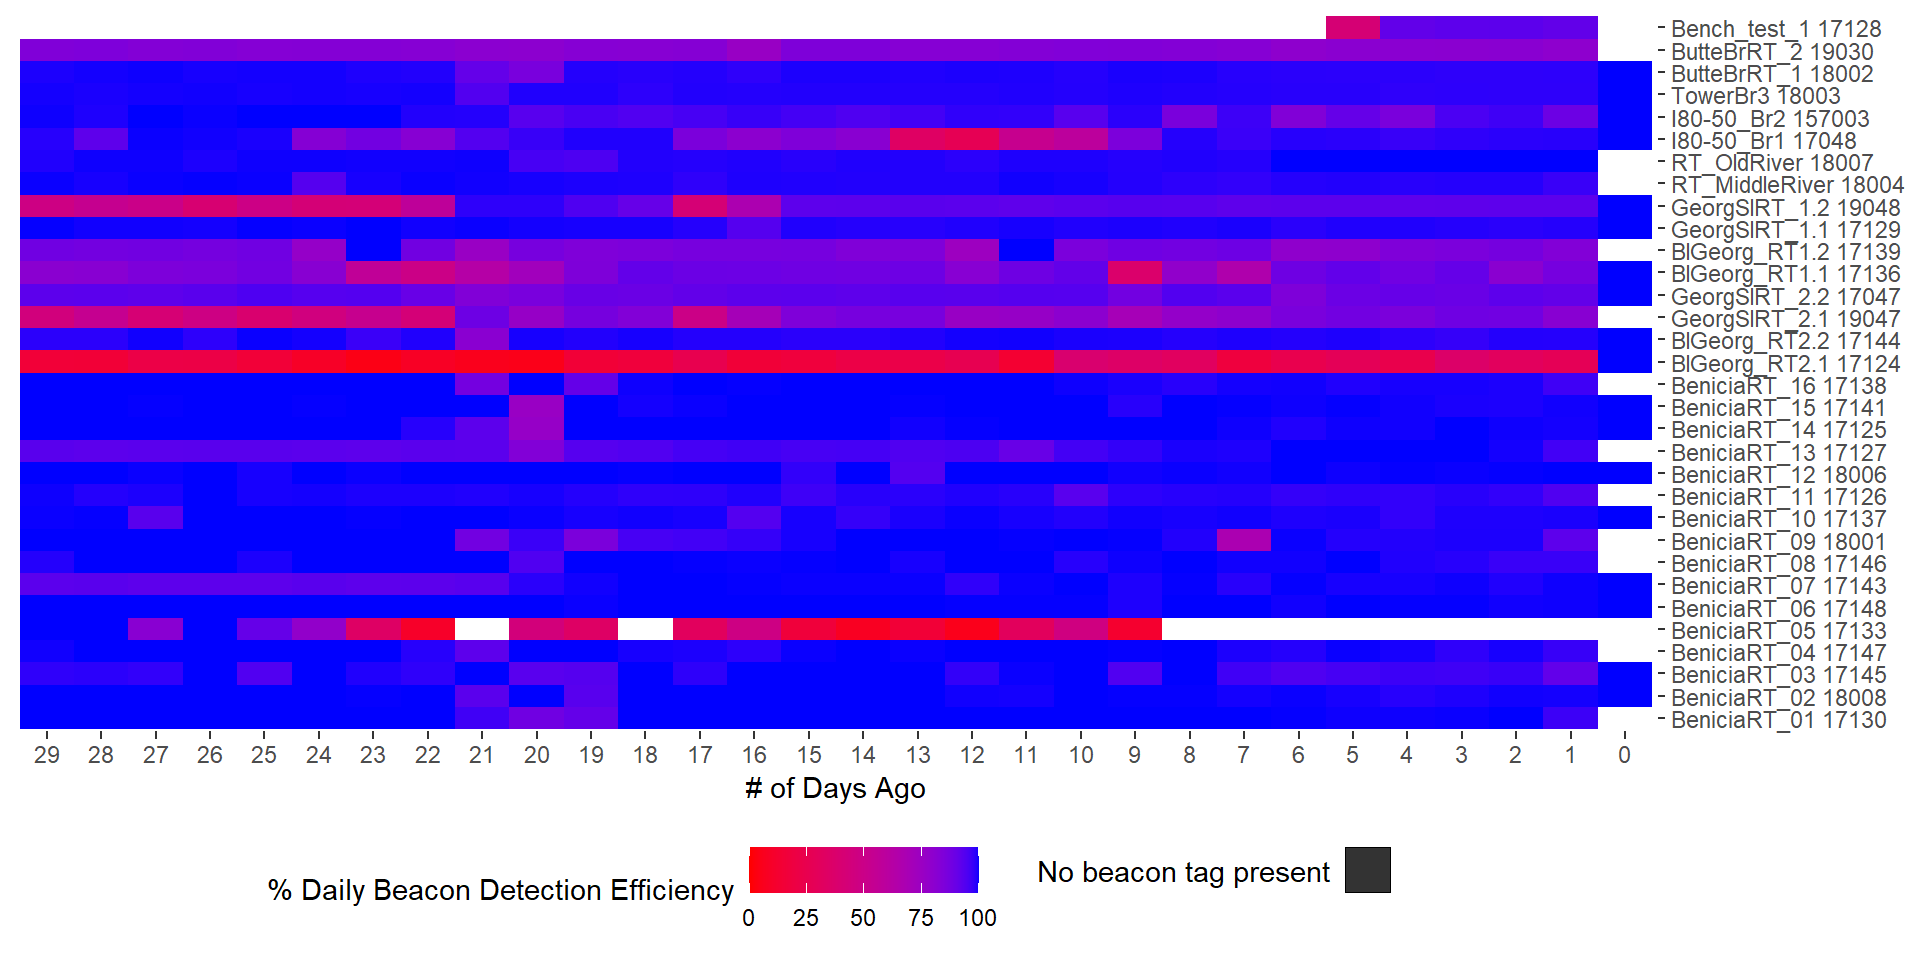 Bench_test_1 17128
ButteBrRT_2 19030
ButteBrRT_1 18002
TowerBr3 18003
I80-50_Br2 157003
I80-50_Br1 17048
RT_OldRiver 18007
RT_MiddleRiver 18004
GeorgSlRT_1.2 19048
GeorgSlRT_1.1 17129
BlGeorg_RT1.2 17139
BlGeorg_RT1.1 17136
GeorgSlRT_2.2 17047
GeorgSlRT_2.1 19047
BlGeorg_RT2.2 17144
BlGeorg_RT2.1 17124
BeniciaRT_16 17138
BeniciaRT_15 17141
BeniciaRT_14 17125
BeniciaRT_13 17127
BeniciaRT_12 18006
BeniciaRT_11 17126
BeniciaRT_10 17137
BeniciaRT_09 18001
BeniciaRT_08 17146
BeniciaRT_07 17143
BeniciaRT_06 17148
BeniciaRT_05 17133
BeniciaRT_04 17147
BeniciaRT_03 17145
BeniciaRT_02 18008
BeniciaRT_01 17130
29 28 27 26 25 24 23 22 21 20 19 18 17 16 15 14 13 12 11 10 9 8 7 6 5 4 3 2 1 0
# of Days Ago
% Daily Beacon Detection Efficiency
0 25 50 75 100
No beacon tag present